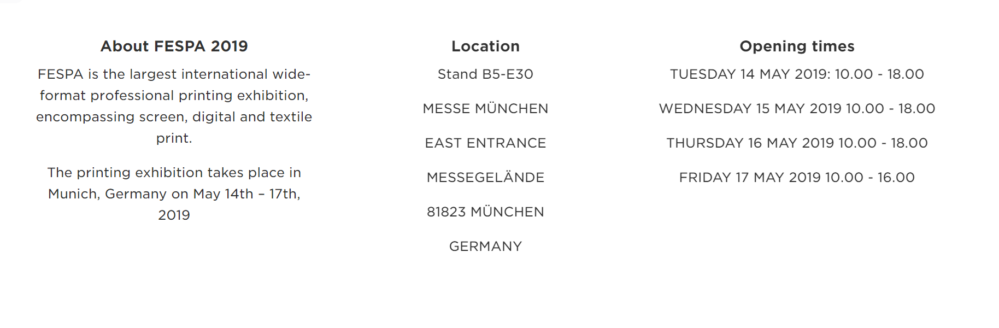 About FESPA 2019
FESPA is the largest international wide-
format professional printing exhibition,
encompassing screen, digital and textile
print.
The printing exhibition takes place in
Munich, Germany on May 14th – 17th,
2019
Location
Stand B5-E30
MESSE MÜNCHEN
EAST ENTRANCE
MESSEGELÄNDE
81823 MÜNCHEN
GERMANY
Opening times
TUESDAY 14 MAY 2019: 10.00 - 18.00
WEDNESDAY 15 MAY 2019 10.00 - 18.00
THURSDAY 16 MAY 2019 10.00 - 18.00
FRIDAY 17 MAY 2019 10.00 - 16.00